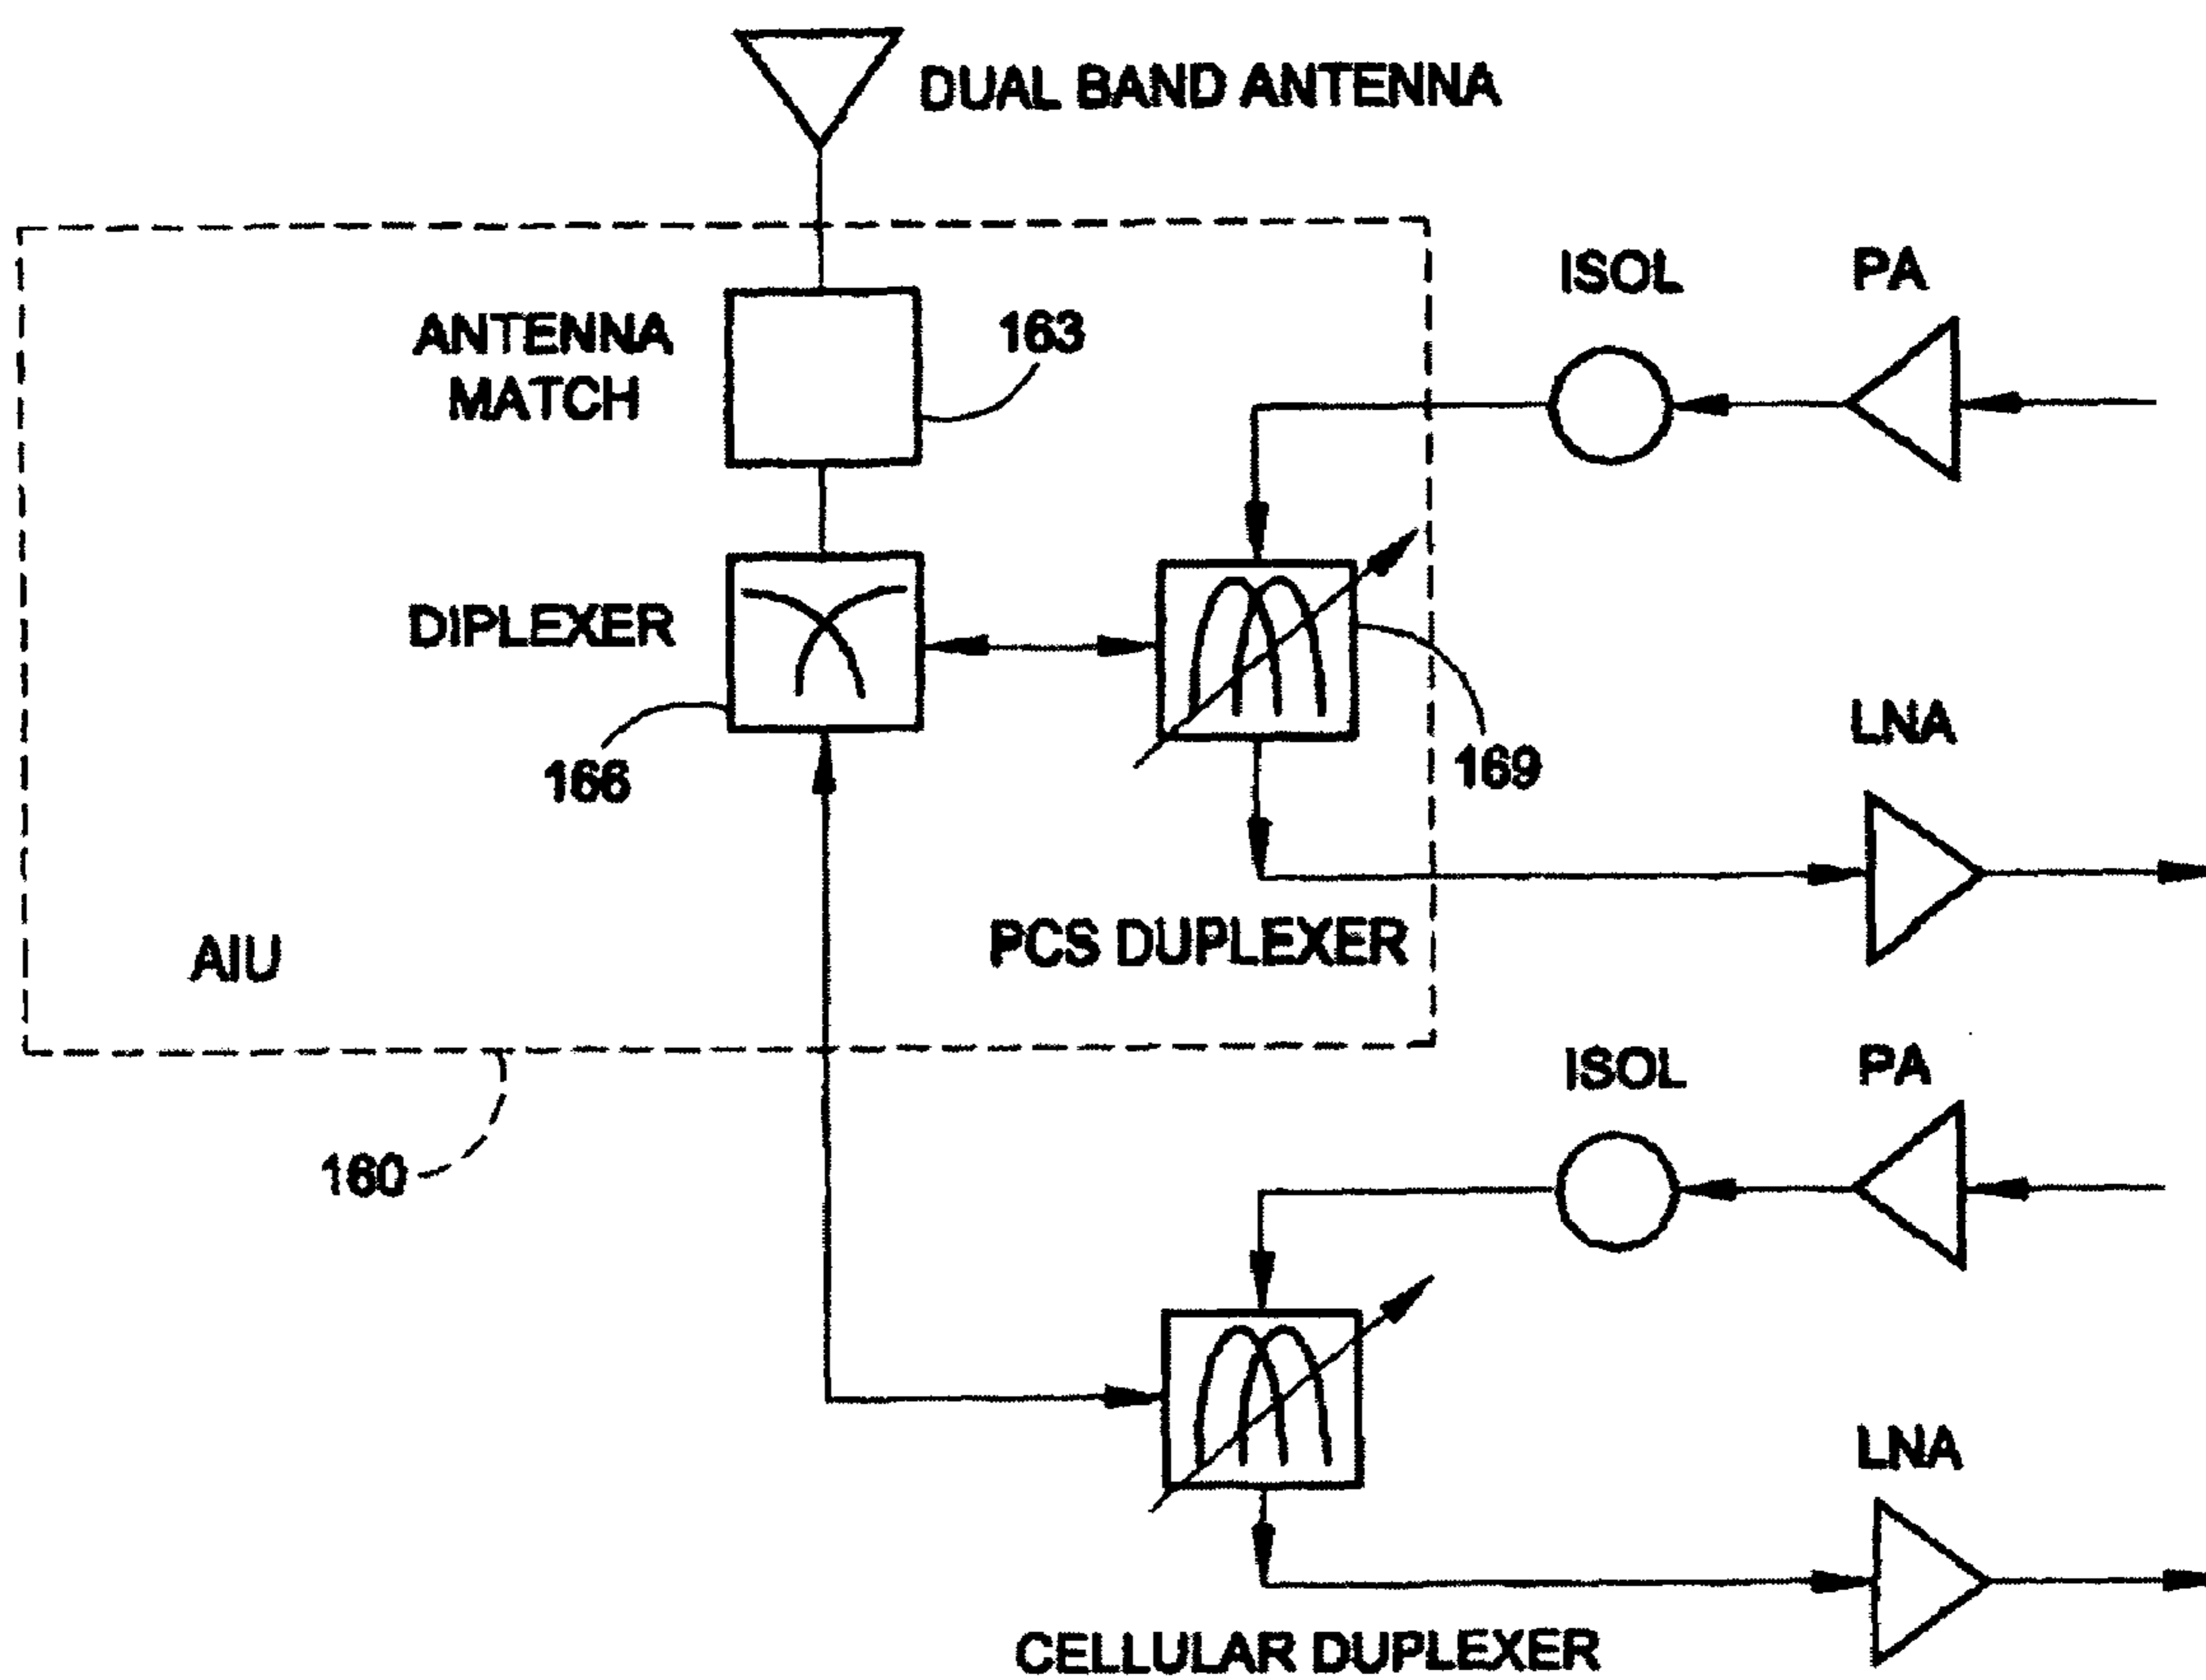 DUAL BAND ANTENNA
ISOL
PA
ANTENNA
MATCH
163
DIPLEXER
166
169
LNA
PCS DUPLEXER
AIU
160
ISOL
PA
LNA
CELLULAR DUPLEXER